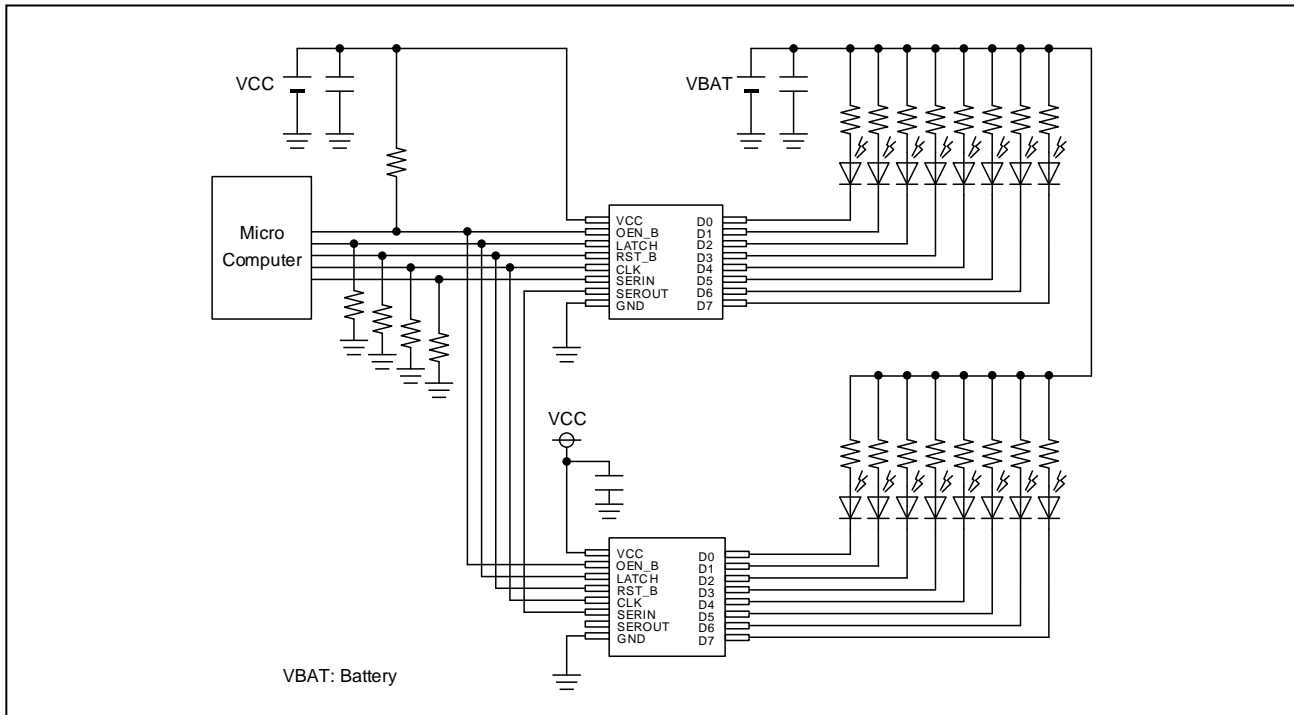 VCC
VBAT
Micro
Computer
VCC
OEN_B
LATCH
RST_B
CLK
SERIN
SEROUT
GND
D0
D1
D2
D3
D4
D5
D6
D7
VCC
VCC
OEN_B
LATCH
RST_B
CLK
SERIN
SEROUT
GND
D0
D1
D2
D3
D4
D5
D6
D7
VBAT: Battery